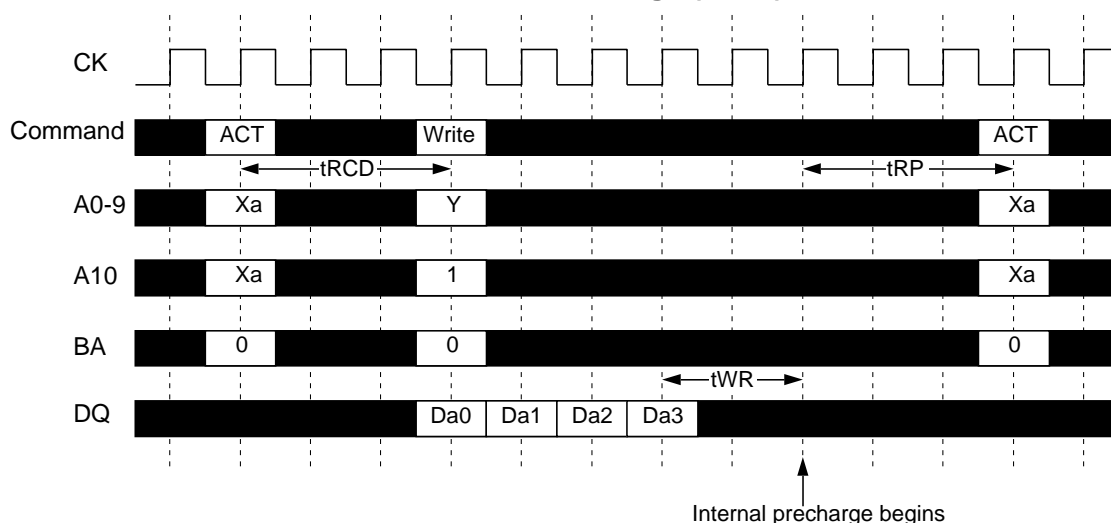 CK
Command ACT Write ACT
tRCD tRP
A0-9 Xa Y Xa
A10 Xa 1 Xa
BA 0 0 0
tWR
DQ Da0 Da1 Da2 Da3
Internal precharge begins